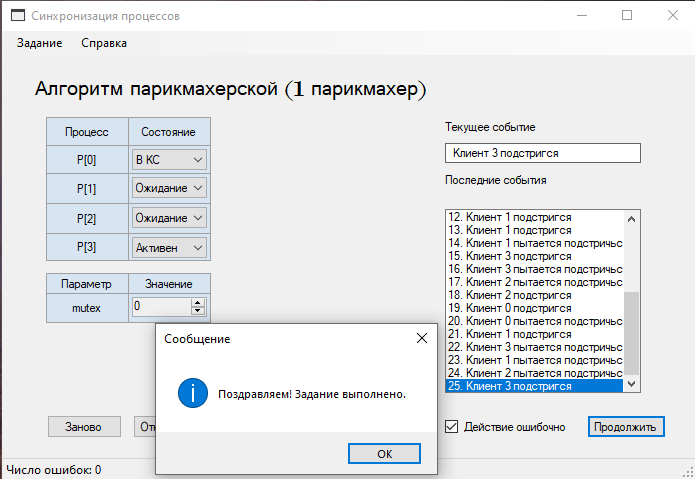 Синхронизация процессов
Задание Справка
Алгоритм парикмахерской (1 парикмахер)
Процесс Состояние
P[0] В КС
P[1] Ожидание
P[2] Ожидание
P[3] Активен
Параметр Значение
mutex 0
Текущее событие
Клиент 3 подстригся
Последние события
12. Клиент 1 подстригся
13. Клиент 1 подстригся
14. Клиент 1 пытается подстричьс
15. Клиент 3 подстригся
16. Клиент 3 пытается подстричьс
17. Клиент 2 пытается подстричьс
18. Клиент 2 подстригся
19. Клиент 0 подстригся
20. Клиент 0 пытается подстричьс
21. Клиент 1 подстригся
22. Клиент 3 пытается подстричьс
23. Клиент 1 пытается подстричьс
24. Клиент 2 пытается подстричьс
25. Клиент 3 подстригся
Сообщение
Поздравляем! Задание выполнено.
OK
Заново
От
Действие ошибочно
Продолжить
Число ошибок: 0